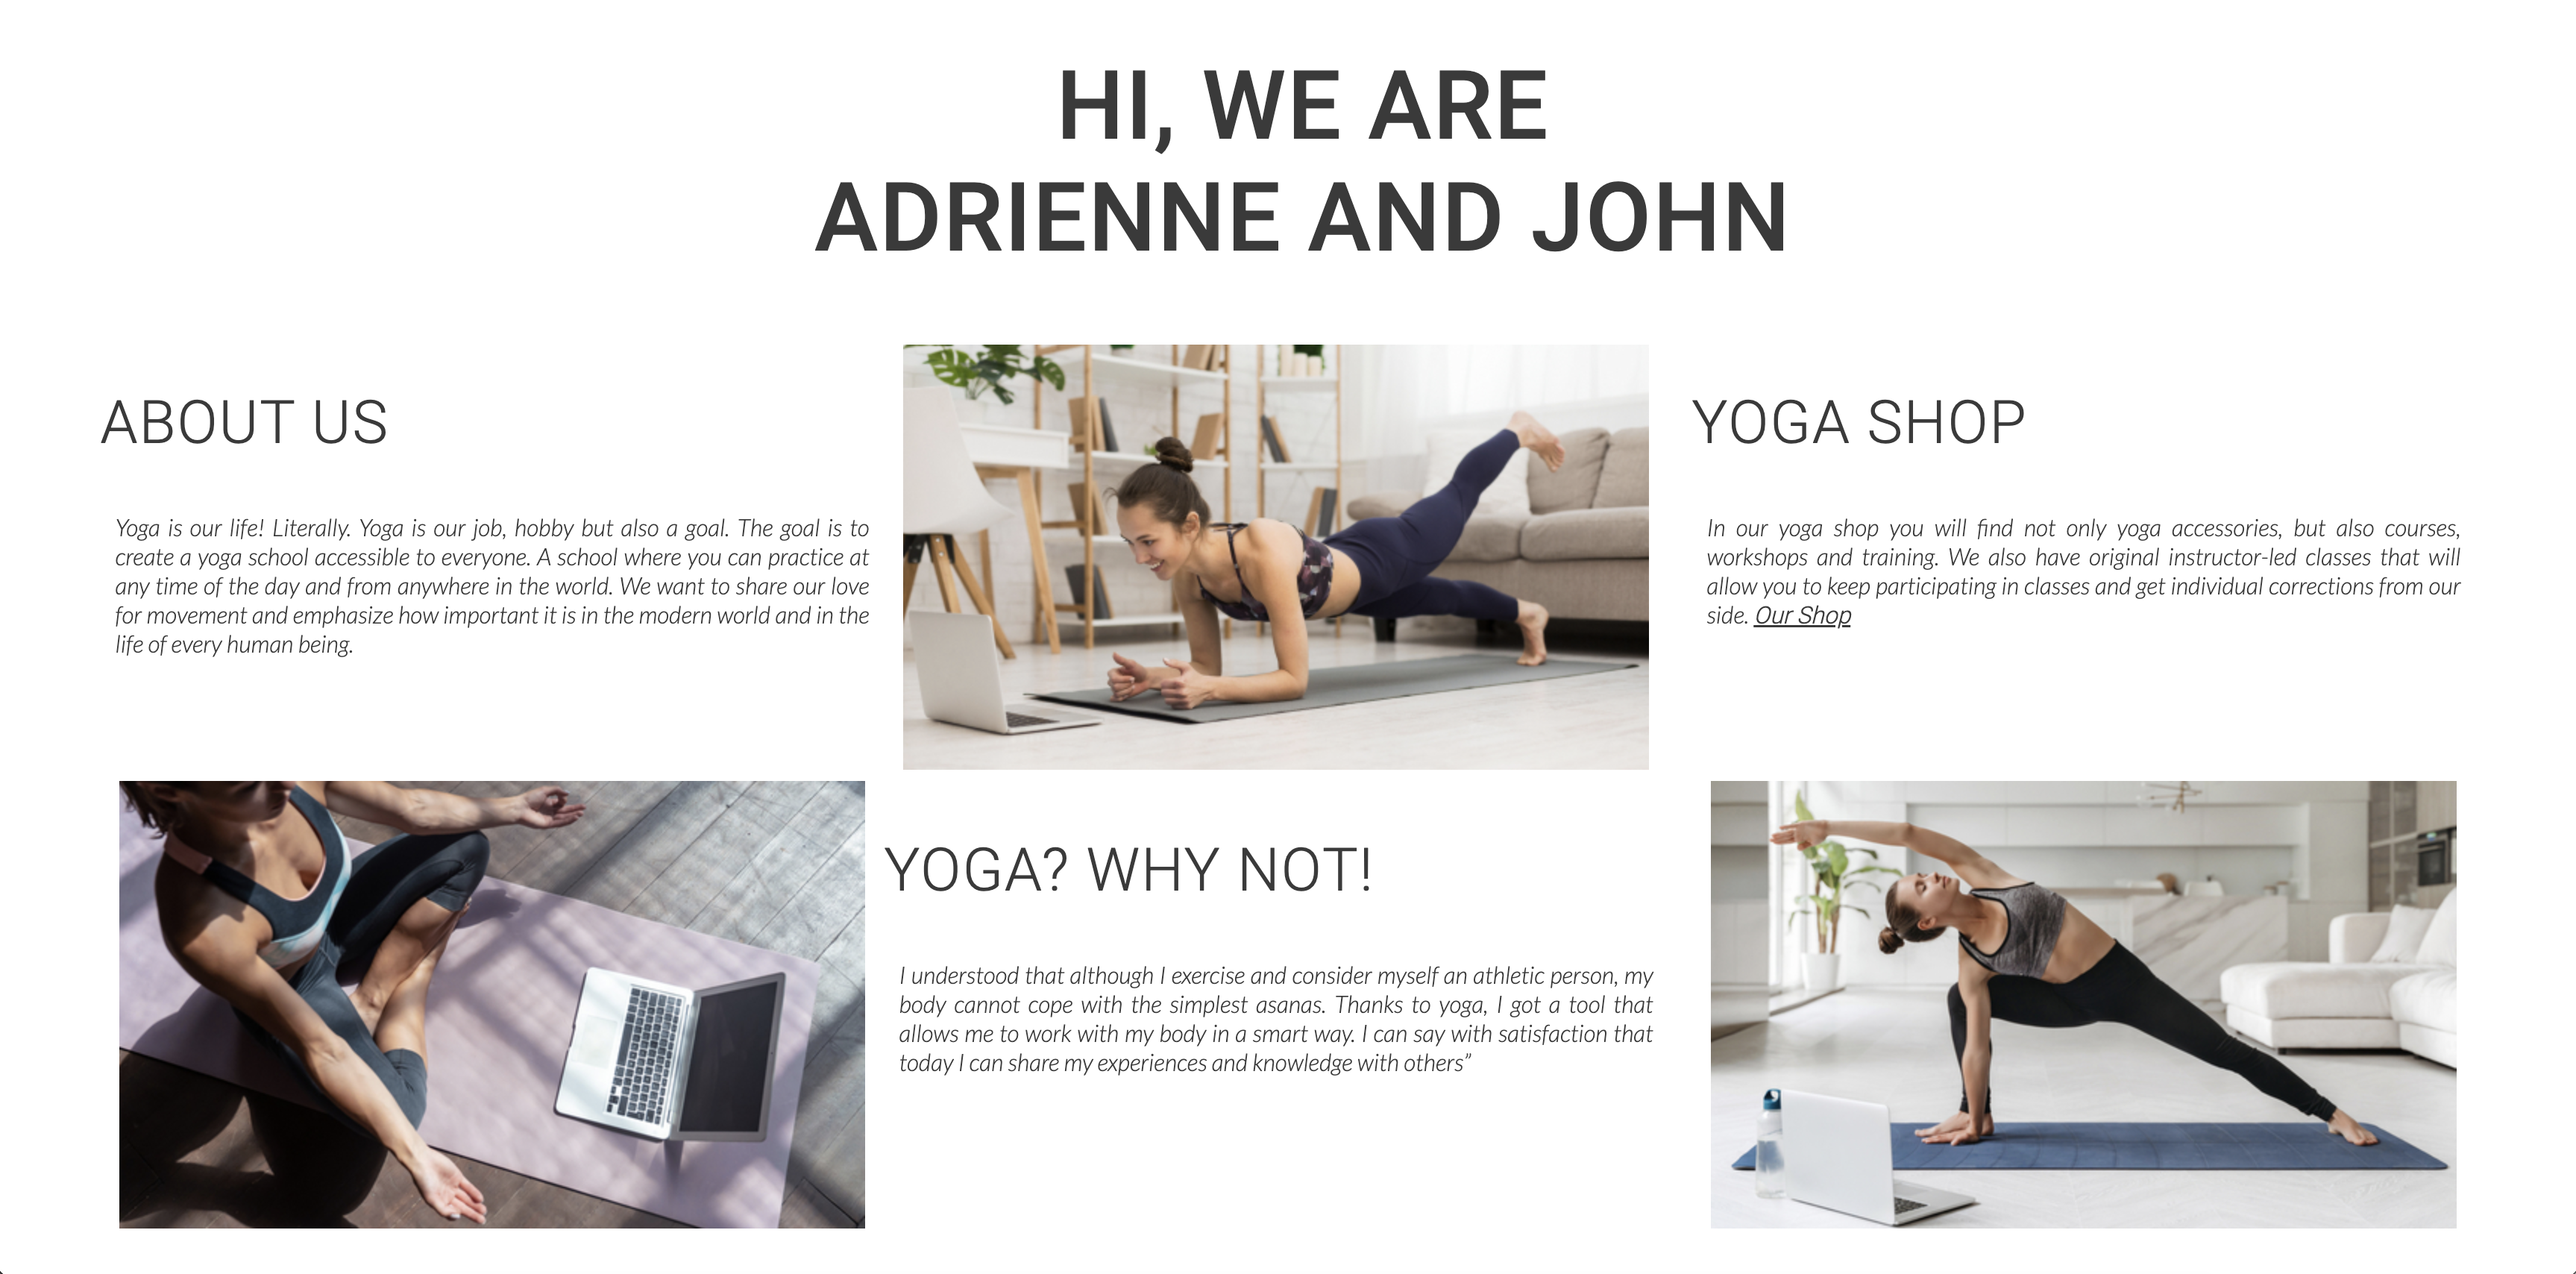 HI, WE ARE
ADRIENNE AND JOHN
ABOUT US
Yoga is our life! Literally. Yoga is our job, hobby but also a goal. The goal is to
create a yoga school accessible to everyone. A school where you can practice at
any time of the day and from anywhere in the world. We want to share our love
for movement and emphasize how important it is in the modern world and in the
life of every human being.
YOGA SHOP
In our yoga shop you will find not only yoga accessories, but also courses,
workshops and training. We also have original instructor-led classes that will
allow you to keep participating in classes and get individual corrections from our
side. Our Shop
YOGA? WHY NOT!
I understood that although I exercise and consider myself an athletic person, my
body cannot cope with the simplest asanas. Thanks to yoga, I got a tool that
allows me to work with my body in a smart way. I can say with satisfaction that
today I can share my experiences and knowledge with others”